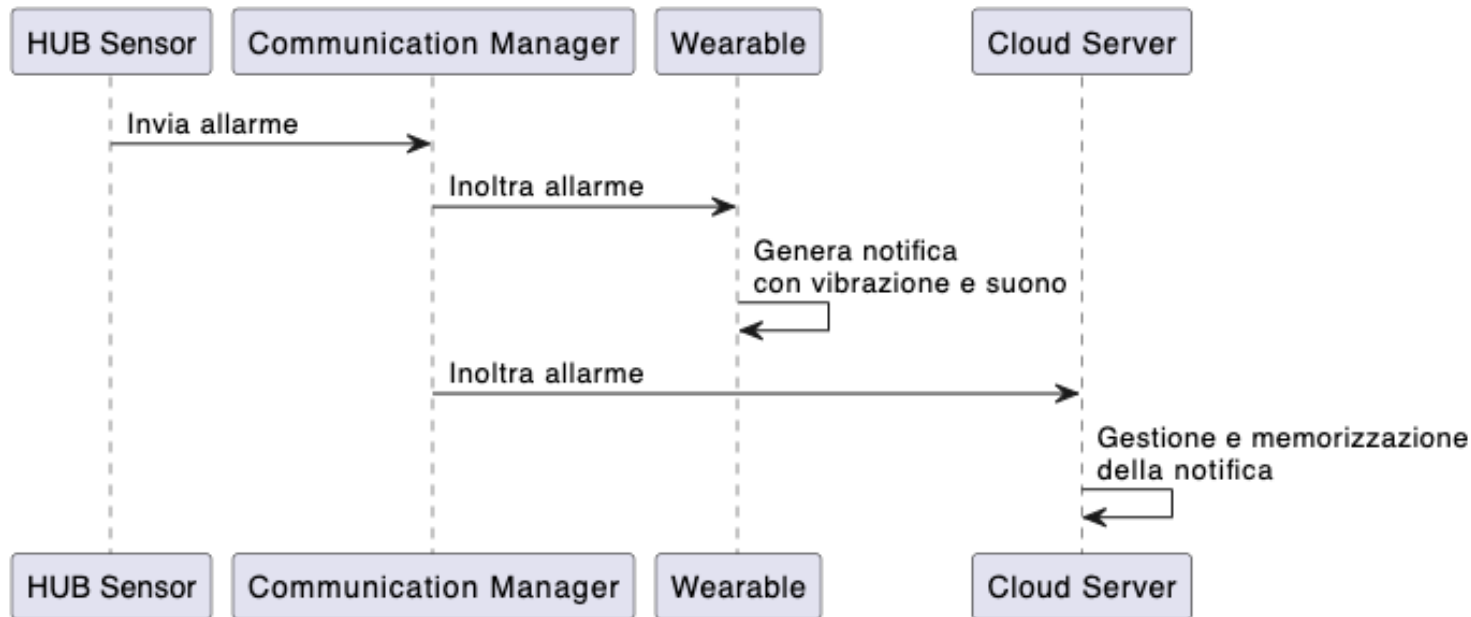 HUB Sensor
Communication Manager
Wearable
Cloud Server
Invia allarme
Inoltra allarme
Genera notifica
con vibrazione e suono
Inoltra allarme
Gestione e memorizzazione
della notifica
HUB Sensor
Communication Manager
Wearable
Cloud Server